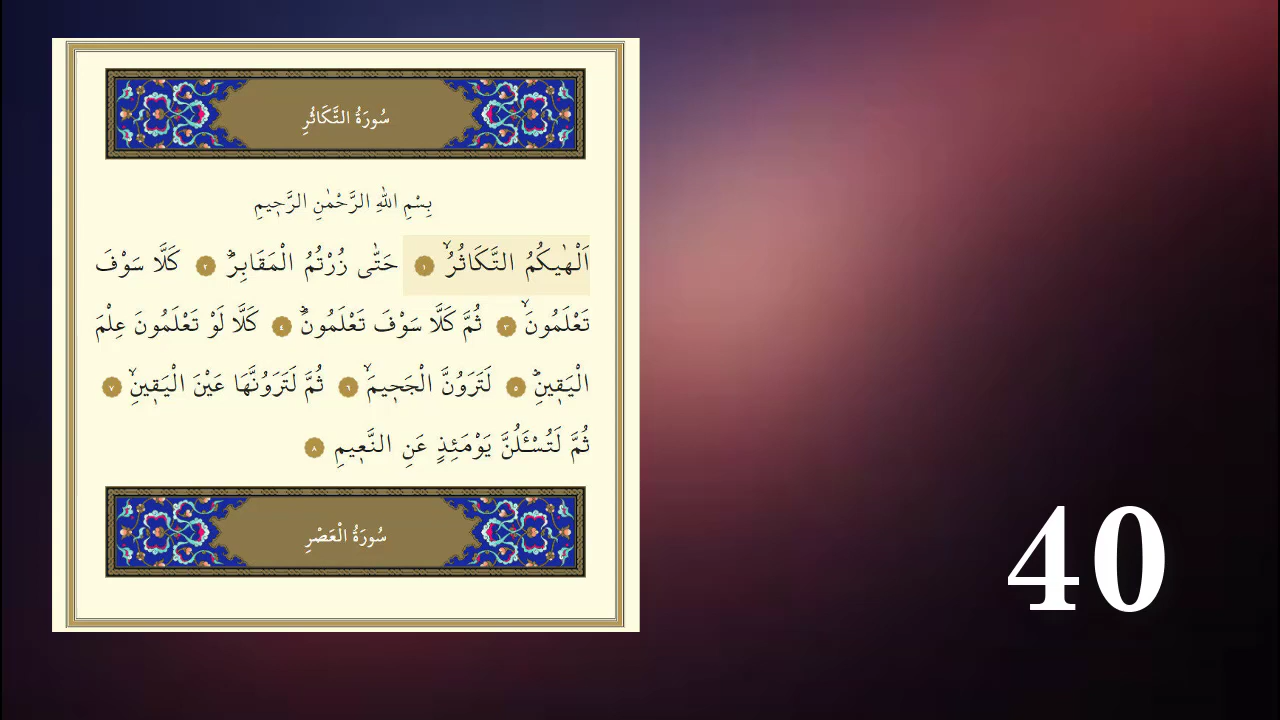 سُورَةُ التَّكَاثُرِ
بِسْمِ اللّٰهِ الرَّحْمٰنِ الرَّح۪يمِ
اَلْهٰيكُمُ التَّكَاثُرُۙ ١ حَتّٰى زُرْتُمُ الْمَقَابِرَۜ ٢ كَلَّا سَوْفَ
تَعْلَمُونَۙ ٣ ثُمَّ كَلَّا سَوْفَ تَعْلَمُونَۜ ٤ كَلَّا لَوْ تَعْلَمُونَ عِلْمَ
الْيَق۪ينِۜ ٥ لَتَرَوُنَّ الْجَح۪يمَۙ ٦ ثُمَّ لَتَرَوُنَّهَا عَيْنَ الْيَق۪ينِۙ ٧
ثُمَّ لَتُسْـَٔلُنَّ يَوْمَئِذٍ عَنِ النَّع۪يمِ ٨
سُورَةُ الْعَصْرِ
40